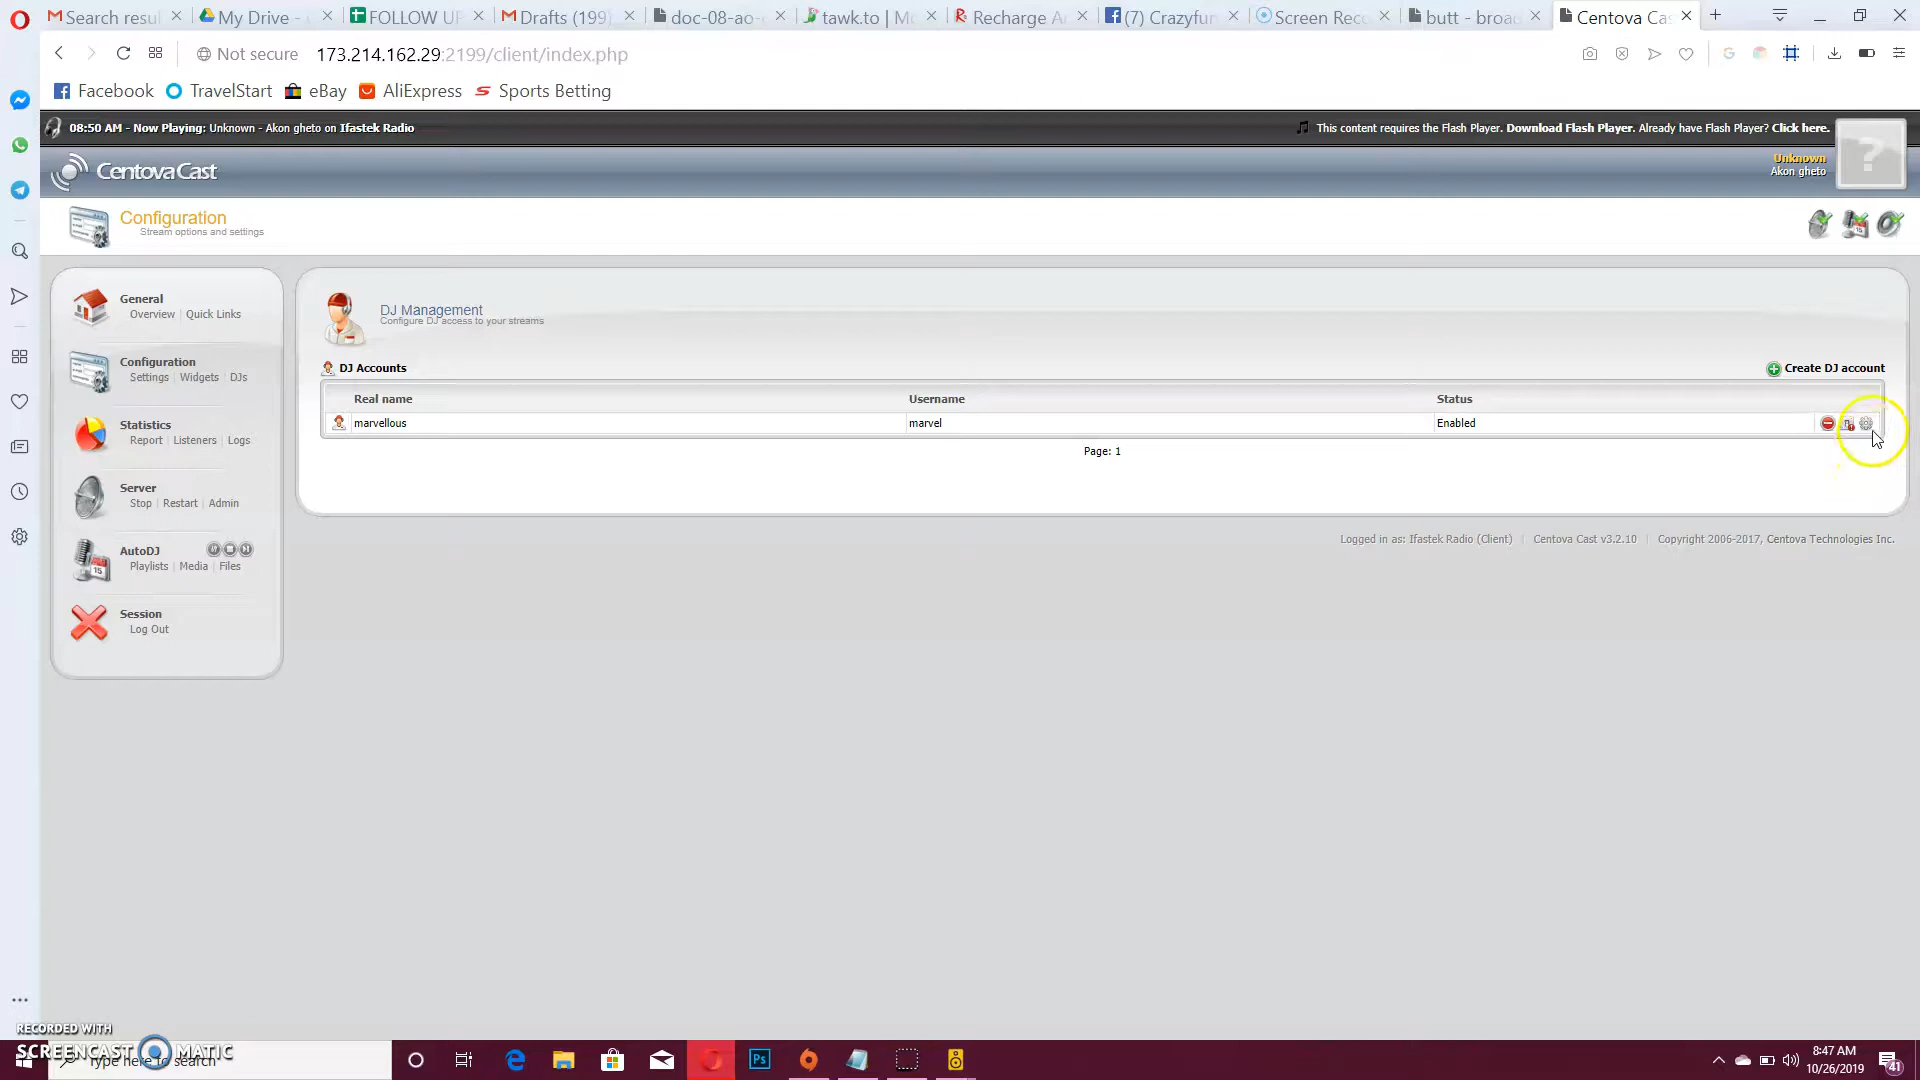 Search resul
My Drive -
FOLLOW UP
Drafts (199)
doc-08-ao-
tawk.to | Mo
Recharge A
(7) Crazyfun
Screen Reco
butt - broad
Centova Cas
Not secure 173.214.162.29:2199/client/index.php
Facebook TravelStart eBay AliExpress Sports Betting
08:50 AM - Now Playing: Unknown - Akon gheto on Ifastek Radio
This content requires the Flash Player. Download Flash Player. Already have Flash Player? Click here.
CentovaCast
Unknown
Akon gheto
Configuration
Stream options and settings
General
Overview | Quick Links
Configuration
Settings | Widgets | DJs
Statistics
Report | Listeners | Logs
Server
Stop | Restart | Admin
AutoDJ
Playlists | Media | Files
Session
Log Out
DJ Management
Configure DJ access to your streams
DJ Accounts
Create DJ account
Real name Username Status
marvellous marvel Enabled
Page: 1
Logged in as: Ifastek Radio (Client) | Centova Cast v3.2.10 | Copyright 2006-2017, Centova Technologies Inc.
RECORDED WITH
SCREENCAST MATIC
Type here to search
8:47 AM
10/26/2019
41